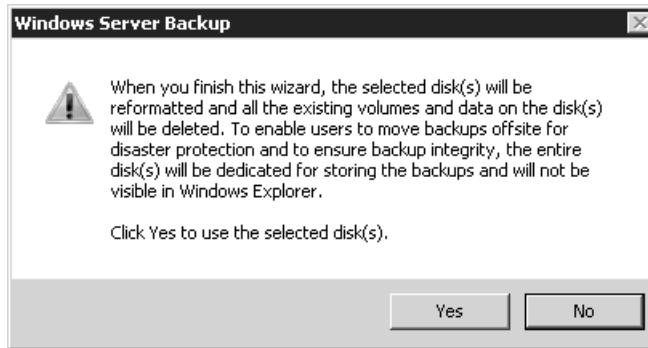 Windows Server Backup
When you finish this wizard, the selected disk(s) will be
reformatted and all the existing volumes and data on the disk(s)
will be deleted. To enable users to move backups offsite for
disaster protection and to ensure backup integrity, the entire
disk(s) will be dedicated for storing the backups and will not be
visible in Windows Explorer.
Click Yes to use the selected disk(s).
Yes
No